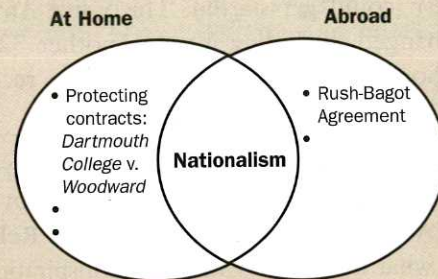 At Home
Abroad
• Protecting
contracts:
Dartmouth
College v.
Woodward
•
•
Nationalism
• Rush-Bagot
Agreement
•